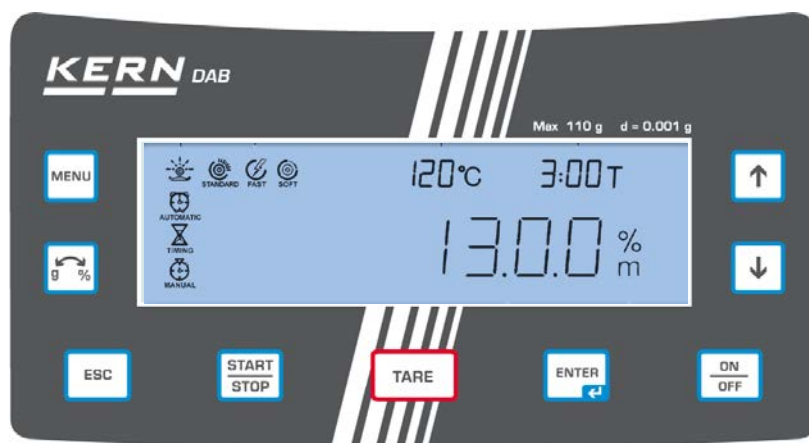 KERN DAB
Max 110 g d = 0.001 g
MENU
STANDARD FAST SOFT
120°C 3:00T
AUTOMATIC
TIMING
MANUAL
13.0.0 %
m
g %
ESC
START
STOP
TARE
ENTER
ON
OFF